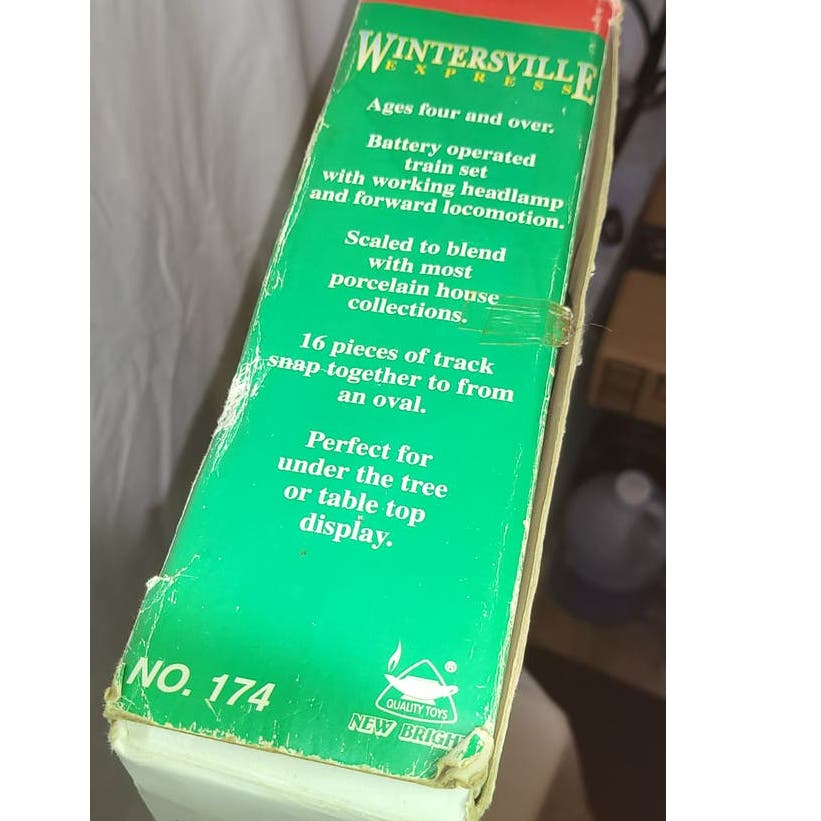 WINTERSVILLE
EXPRESS
Ages four and over.
Battery operated
train set
with working headlamp
and forward locomotion.
Scaled to blend
with most
porcelain house
collections.
16 pieces of track
snap together to from
an oval.
Perfect for
under the tree
or table top
display.
NO. 174
®
QUALITY TOYS
NEW BRIGH